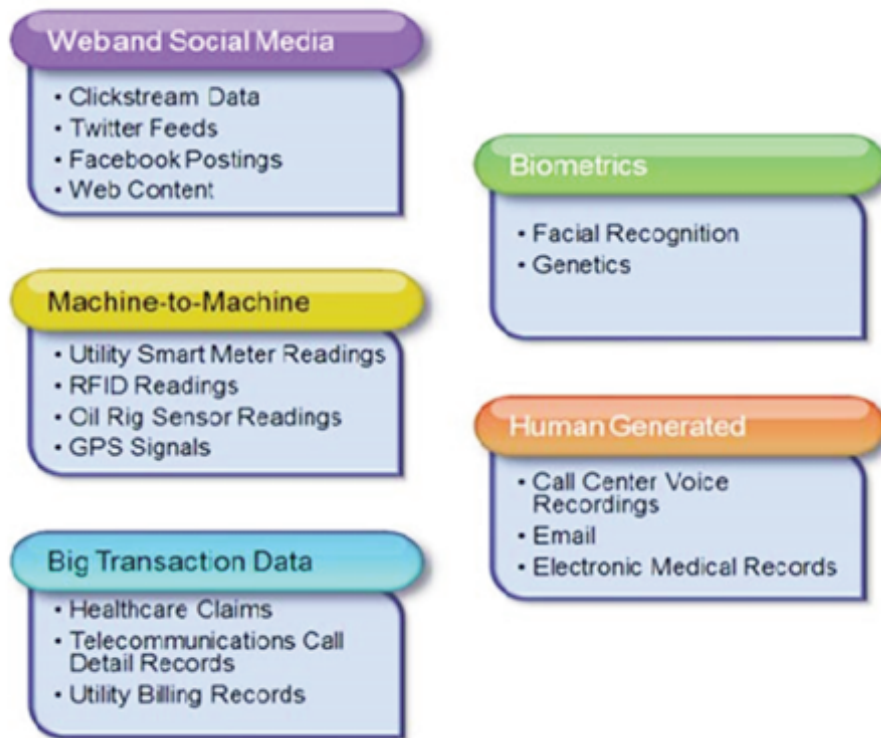 Weband Social Media
• Clickstream Data
• Twitter Feeds
• Facebook Postings
• Web Content
Machine-to-Machine
• Utility Smart Meter Readings
• RFID Readings
• Oil Rig Sensor Readings
• GPS Signals
Big Transaction Data
• Healthcare Claims
• Telecommunications Call
Detail Records
• Utility Billing Records
Biometrics
• Facial Recognition
• Genetics
Human Generated
• Call Center Voice
Recordings
• Email
• Electronic Medical Records